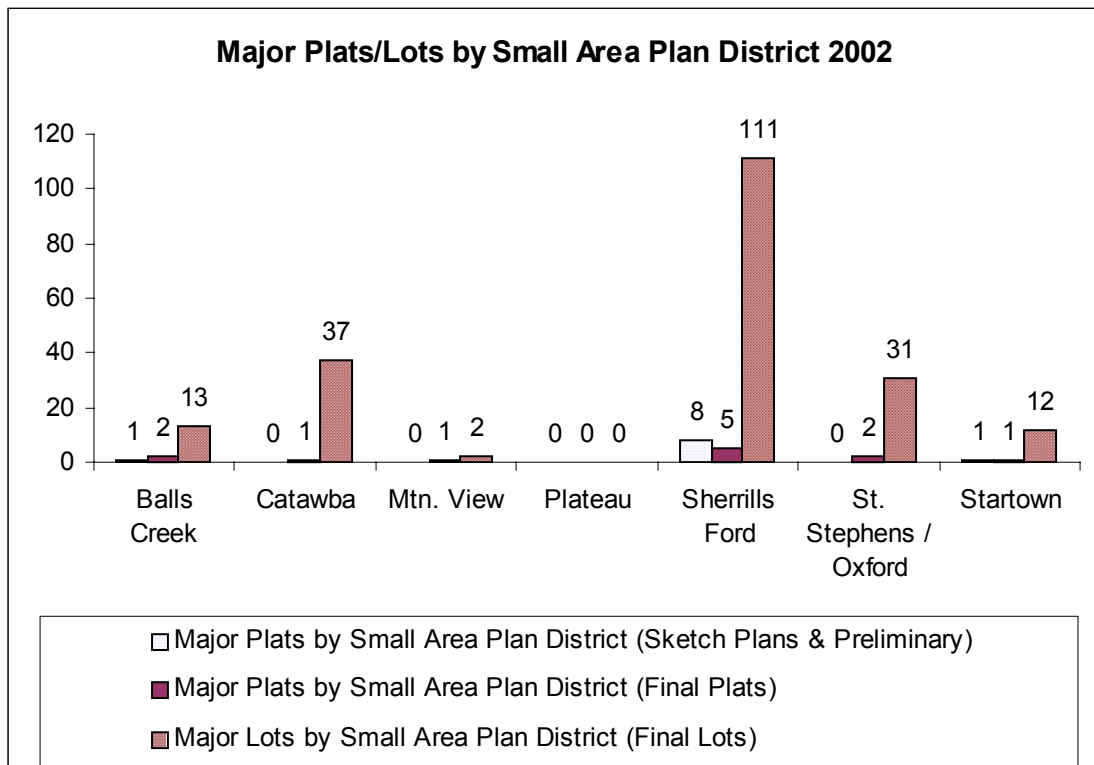 Major Plats/Lots by Small Area Plan District 2002
120
100
80
60
40
20
0
1 2 13
0 1 37
0 1 2
0 0 0
8 5 111
0 2 31
1 1 12
Balls
Creek
Catawba
Mtn. View
Plateau
Sherrills
Ford
St.
Stephens /
Oxford
Startown
Major Plats by Small Area Plan District (Sketch Plans & Preliminary)
Major Plats by Small Area Plan District (Final Plats)
Major Lots by Small Area Plan District (Final Lots)